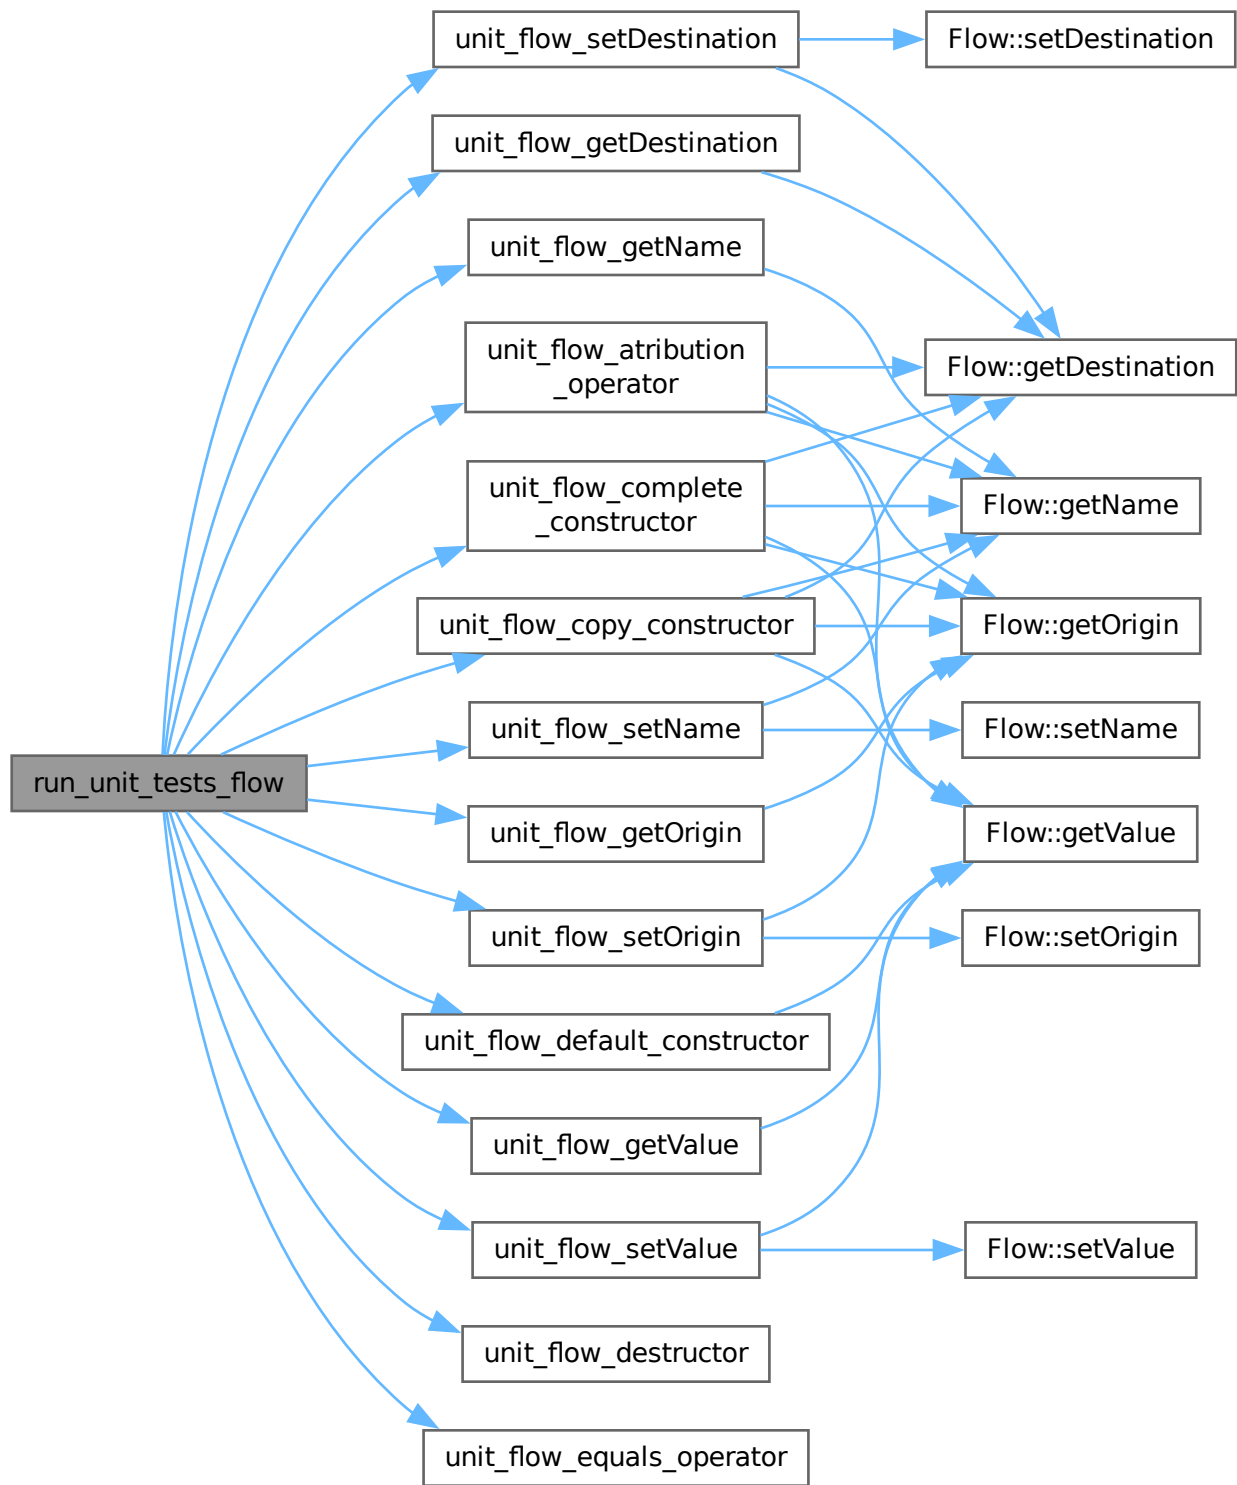 run_unit_tests_flow
unit_flow_setDestination
unit_flow_getDestination
unit_flow_getName
unit_flow_atribution
_operator
unit_flow_complete
_constructor
unit_flow_copy_constructor
unit_flow_setName
unit_flow_getOrigin
unit_flow_setOrigin
unit_flow_default_constructor
unit_flow_getValue
unit_flow_setValue
unit_flow_destructor
unit_flow_equals_operator
Flow::setDestination
Flow::getDestination
Flow::getName
Flow::getOrigin
Flow::setName
Flow::getValue
Flow::setOrigin
Flow::setValue